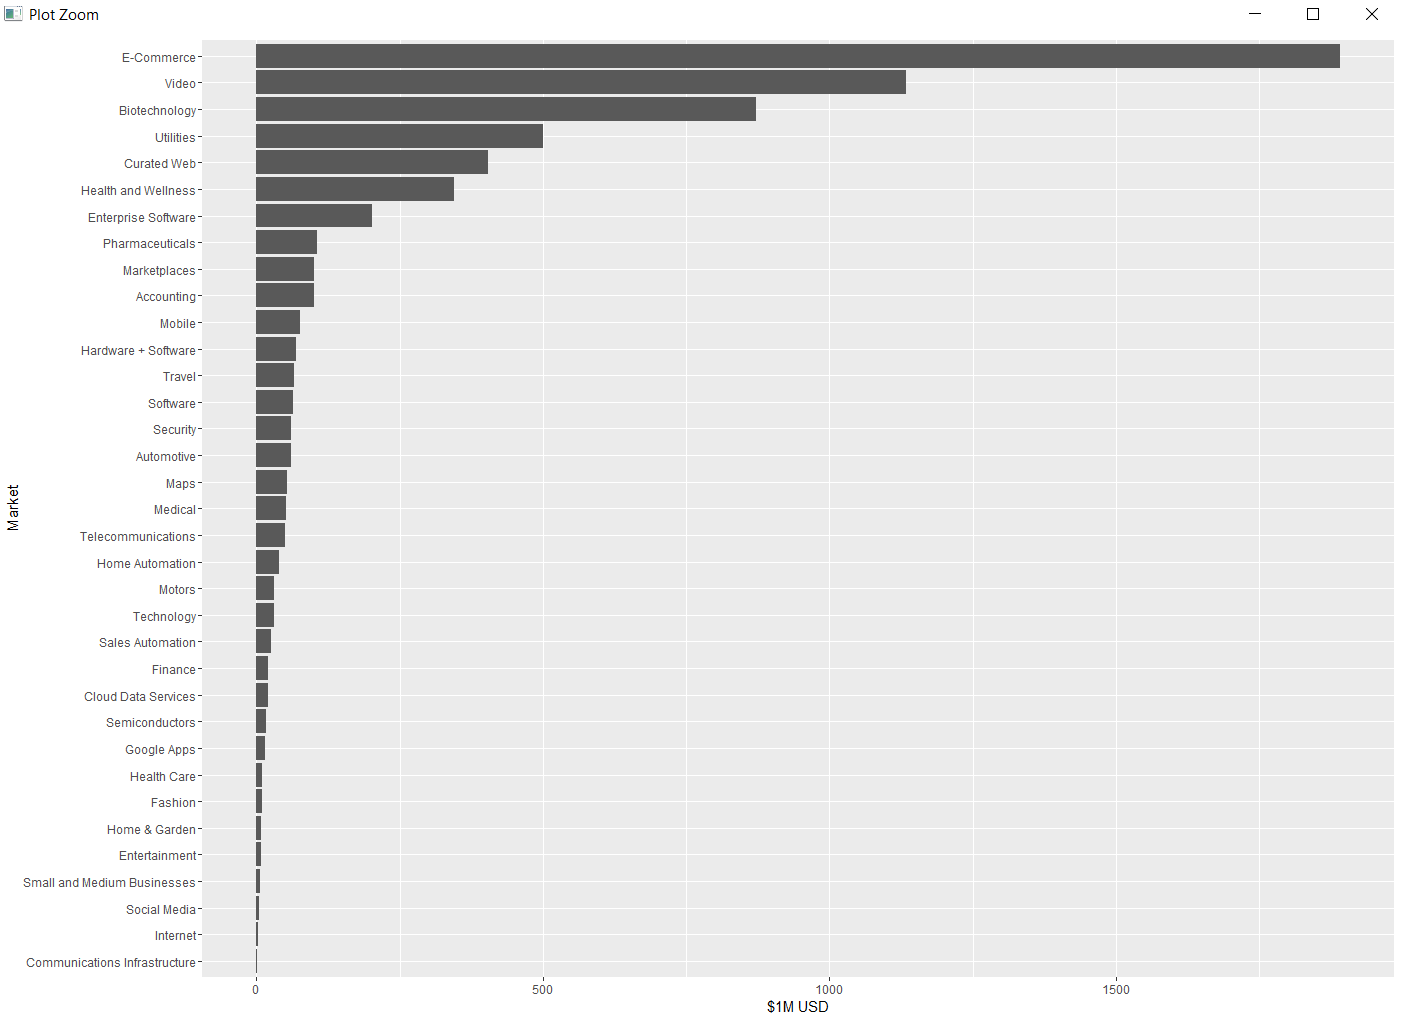 Plot Zoom
E-Commerce
Video
Biotechnology
Utilities
Curated Web
Health and Wellness
Enterprise Software
Pharmaceuticals
Marketplaces
Accounting
Mobile
Hardware + Software
Travel
Software
Security
Automotive
Maps
Market
Medical
Telecommunications
Home Automation
Motors
Technology
Sales Automation
Finance
Cloud Data Services
Semiconductors
Google Apps
Health Care
Fashion
Home & Garden
Entertainment
Small and Medium Businesses
Social Media
Internet
Communications Infrastructure
0 500 1000 1500
$1M USD